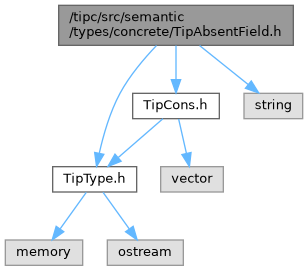 /tipc/src/semantic
/types/concrete/TipAbsentField.h
TipCons.h
string
TipType.h
vector
memory
ostream